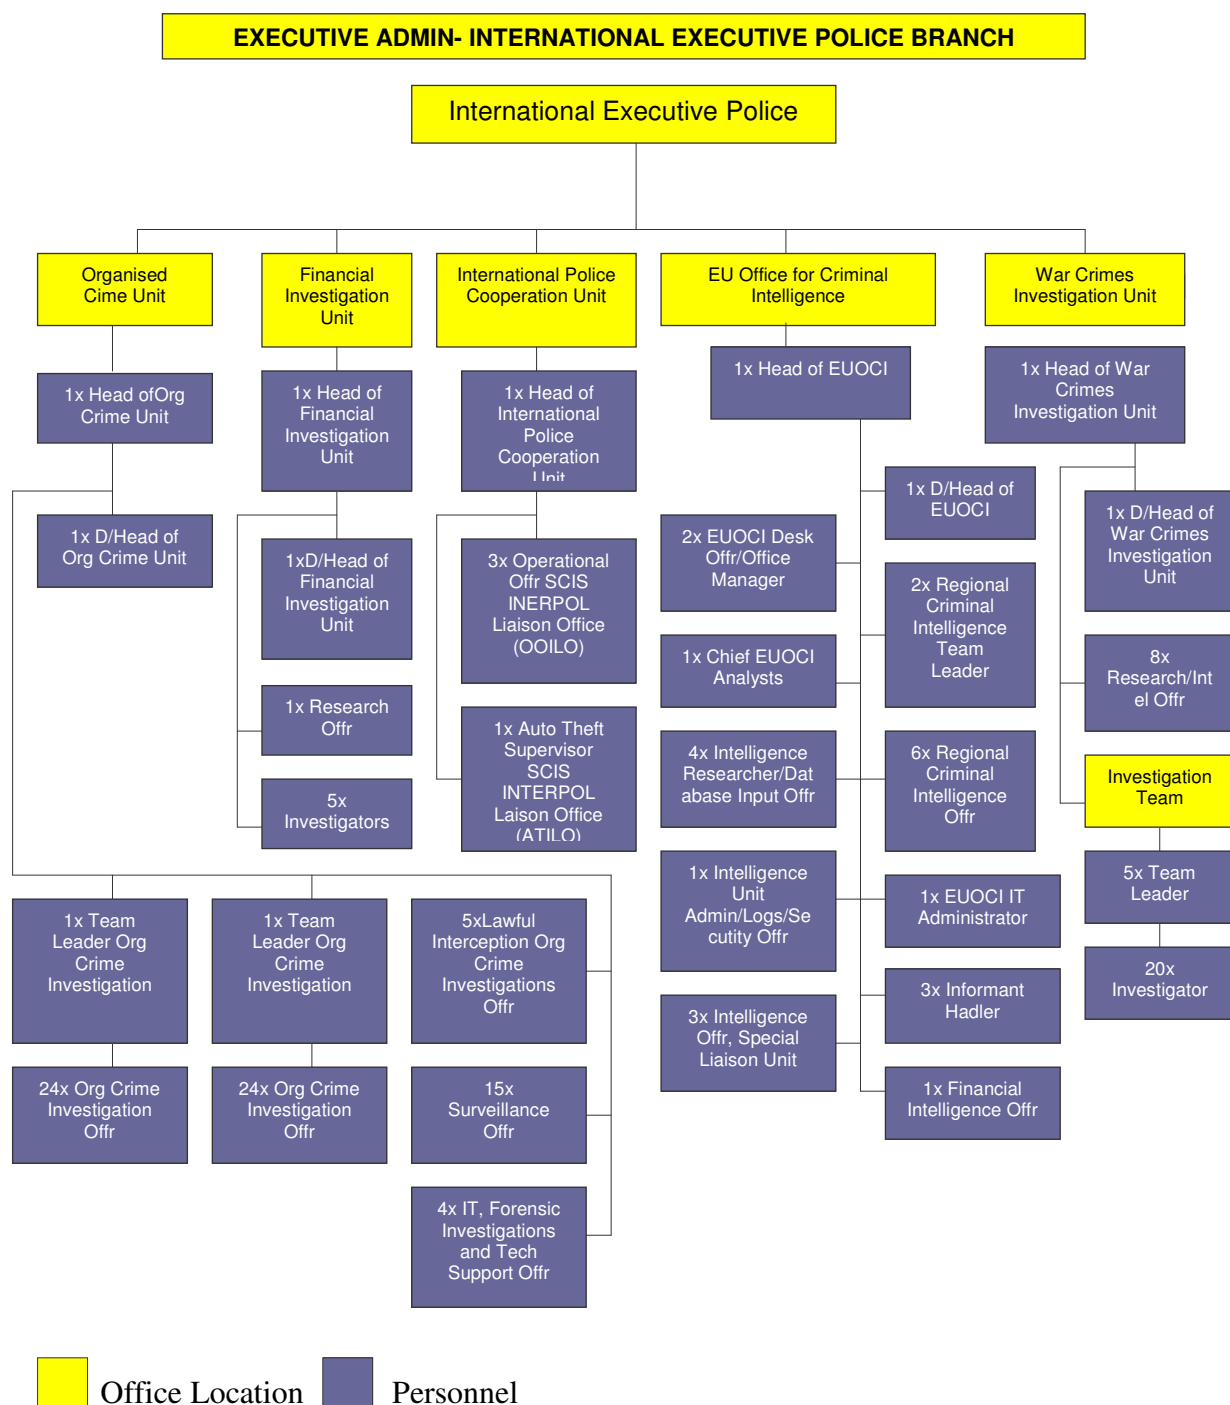 EXECUTIVE ADMIN- INTERNATIONAL EXECUTIVE POLICE BRANCH
International Executive Police
Organised
Cime Unit
Financial
Investigation
Unit
International Police
Cooperation Unit
EU Office for Criminal
Intelligence
War Crimes
Investigation Unit
1x Head ofOrg
Crime Unit
1x D/Head of
Org Crime Unit
1x Head of
Financial
Investigation
Unit
1xD/Head of
Financial
Investigation
Unit
1x Research
Offr
5x
Investigators
1x Head of
International
Police
Cooperation
Unit
3x Operational
Offr SCIS
INERPOL
Liaison Office
(OOILO)
1x Auto Theft
Supervisor
SCIS
INTERPOL
Laison Office
(ATILO)
1x Head of EUOCI
1x D/Head of
EUOCI
2x EUOCI Desk
Offr/Office
Manager
2x Regional
Criminal
Intelligence
Team
Leader
1x Chief EUOCI
Analysts
4x Intelligence
Researcher/Dat
abase Input Offr
6x Regional
Criminal
Intelligence
Offr
1x Intelligence
Unit
Admin/Logs/Se
cutity Offr
1x EUOCI IT
Administrator
3x Intelligence
Offr, Special
Liaison Unit
3x Informant
Hadler
1x Financial
Intelligence Offr
1x Head of War
Crimes
Investigation Unit
1x D/Head of
War Crimes
Investigation
Unit
8x
Research/Int
el Offr
Investigation
Team
5x Team
Leader
20x
Investigator
1x Team
Leader Org
Crime
Investigation
24x Org Crime
Investigation
Offr
1x Team
Leader Org
Crime
Investigation
24x Org Crime
Investigation
Offr
5xLawful
Interception Org
Crime
Investigations
Offr
15x
Surveillance
Offr
4x IT, Forensic
Investigations
and Tech
Support Offr
Office Location
Personnel